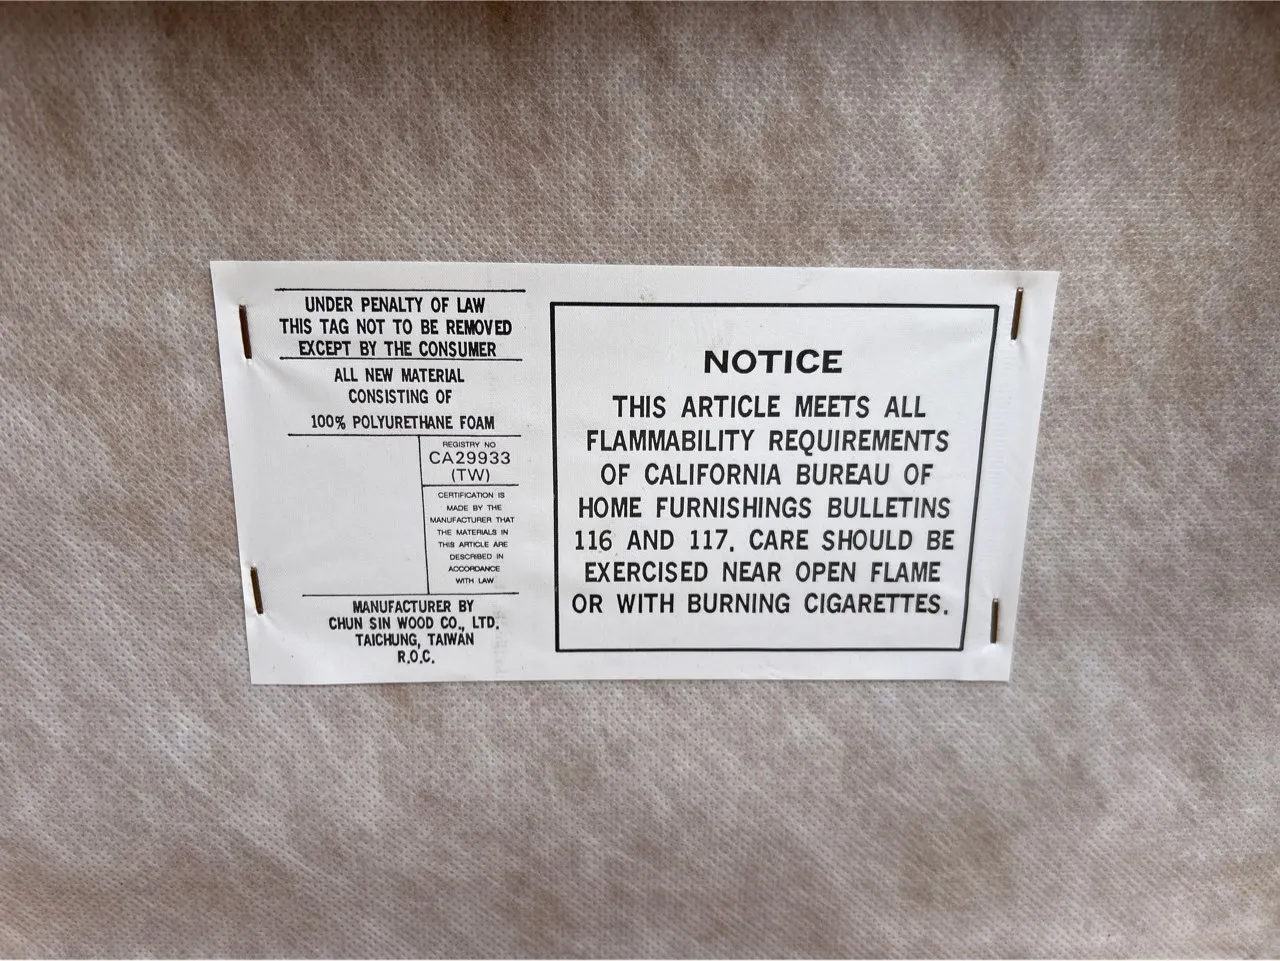 UNDER PENALTY OF LAW
THIS TAG NOT TO BE REMOVED
EXCEPT BY THE CONSUMER
ALL NEW MATERIAL
CONSISTING OF
100% POLYURETHANE FOAM
REGISTRY NO
CA29933
(TW)
CERTIFICATION IS
MADE BY THE
MANUFACTURER THAT
THE MATERIALS IN
THIS ARTICLE ARE
DESCRIBED IN
ACCORDANCE
WITH LAW
MANUFACTURER BY
CHUN SIN WOOD CO., LTD.
TAICHUNG, TAIWAN
R.O.C.
NOTICE
THIS ARTICLE MEETS ALL
FLAMMABILITY REQUIREMENTS
OF CALIFORNIA BUREAU OF
HOME FURNISHINGS BULLETINS
116 AND 117. CARE SHOULD BE
EXERCISED NEAR OPEN FLAME
OR WITH BURNING CIGARETTES.